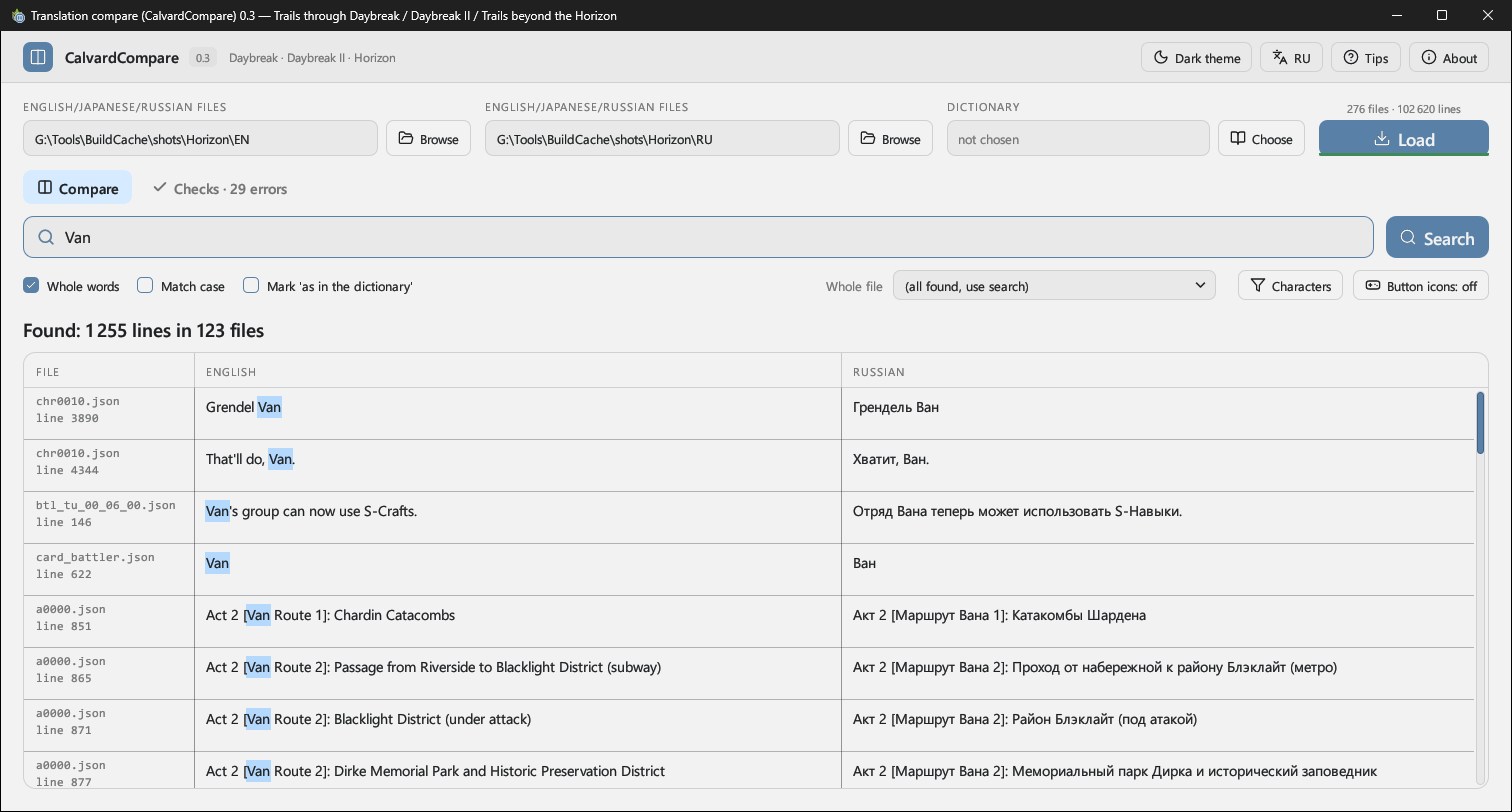 Translation compare (CalvardCompare) 0.3 — Trails through Daybreak / Daybreak II / Trails beyond the Horizon
CalvardCompare 0.3 Daybreak · Daybreak II · Horizon Dark theme RU Tips About
ENGLISH/JAPANESE/RUSSIAN FILES ENGLISH/JAPANESE/RUSSIAN FILES DICTIONARY 276 files · 102 620 lines
G:\Tools\BuildCache\shots\Horizon\EN Browse G:\Tools\BuildCache\shots\Horizon\RU Browse not chosen Choose Load
Compare Checks · 29 errors
Van Search
Whole words Match case Mark 'as in the dictionary' Whole file (all found, use search) Characters Button icons: off
Found: 1 255 lines in 123 files
FILE ENGLISH RUSSIAN
chr0010.json
line 3890 Grendel Van Грендель Ван
chr0010.json
line 4344 That'll do, Van. Хватит, Ван.
btl_tu_00_06_00.json
line 146 Van's group can now use S-Crafts. Отряд Вана теперь может использовать S-Навыки.
card_battler.json
line 622 Van Ван
a0000.json
line 851 Act 2 [Van Route 1]: Chardin Catacombs Акт 2 [Маршрут Вана 1]: Катакомбы Шардена
a0000.json
line 865 Act 2 [Van Route 2]: Passage from Riverside to Blacklight District (subway) Акт 2 [Маршрут Вана 2]: Проход от набережной к району Блэклайт (метро)
a0000.json
line 871 Act 2 [Van Route 2]: Blacklight District (under attack) Акт 2 [Маршрут Вана 2]: Район Блэклайт (под атакой)
a0000.json
line 877 Act 2 [Van Route 2]: Dirke Memorial Park and Historic Preservation District Акт 2 [Маршрут Вана 2]: Мемориальный парк Дирка и исторический заповедник